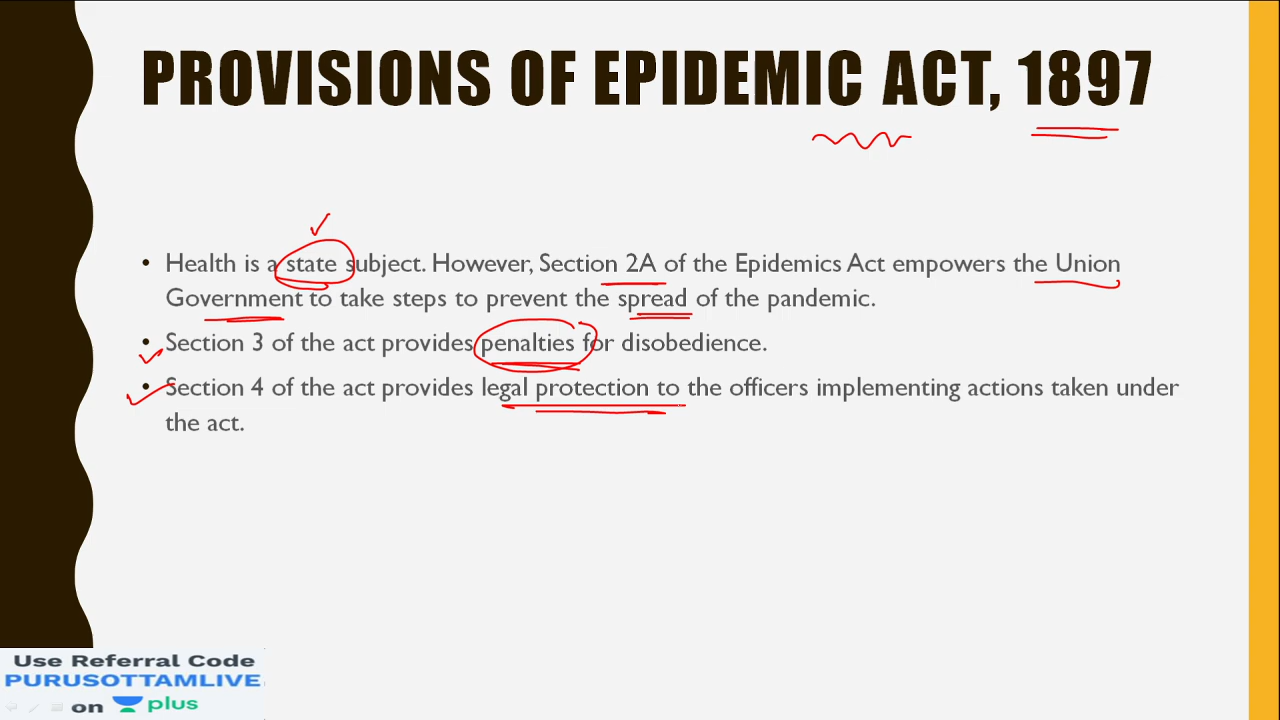 PROVISIONS OF EPIDEMIC ACT, 1897
• Health is a state subject. However, Section 2A of the Epidemics Act empowers the Union
Government to take steps to prevent the spread of the pandemic.
• Section 3 of the act provides penalties for disobedience.
• Section 4 of the act provides legal protection to the officers implementing actions taken under
the act.
Use Referral Code
PURUSOTTAMLIVE
on plus